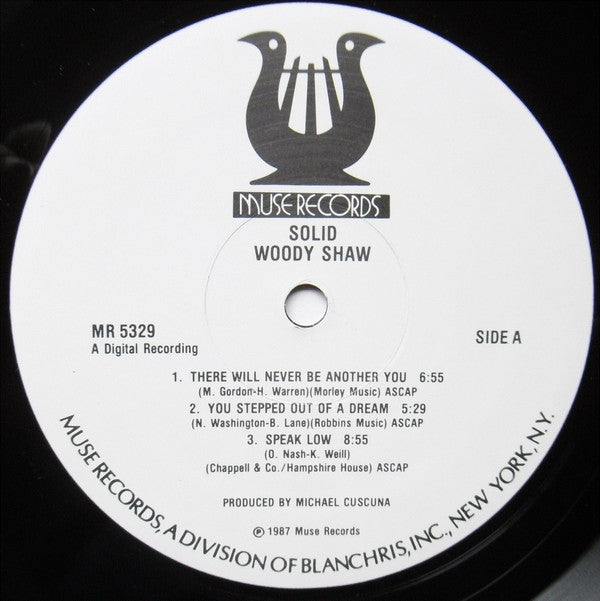 MUSE RECORDS
SOLID
WOODY SHAW
MR 5329
A Digital Recording
SIDE A
1. THERE WILL NEVER BE ANOTHER YOU 6:55
(M. Gordon-H. Warren)(Morley Music) ASCAP
2. YOU STEPPED OUT OF A DREAM 5:29
(N. Washington-B. Lane)(Robbins Music) ASCAP
3. SPEAK LOW 8:55
(O. Nash-K. Weill)
(Chappell & Co./Hampshire House) ASCAP
PRODUCED BY MICHAEL CUSCUNA
℗ 1987 Muse Records
MUSE RECORDS, A DIVISION OF BLANCHRIS, INC., NEW YORK, N.Y.